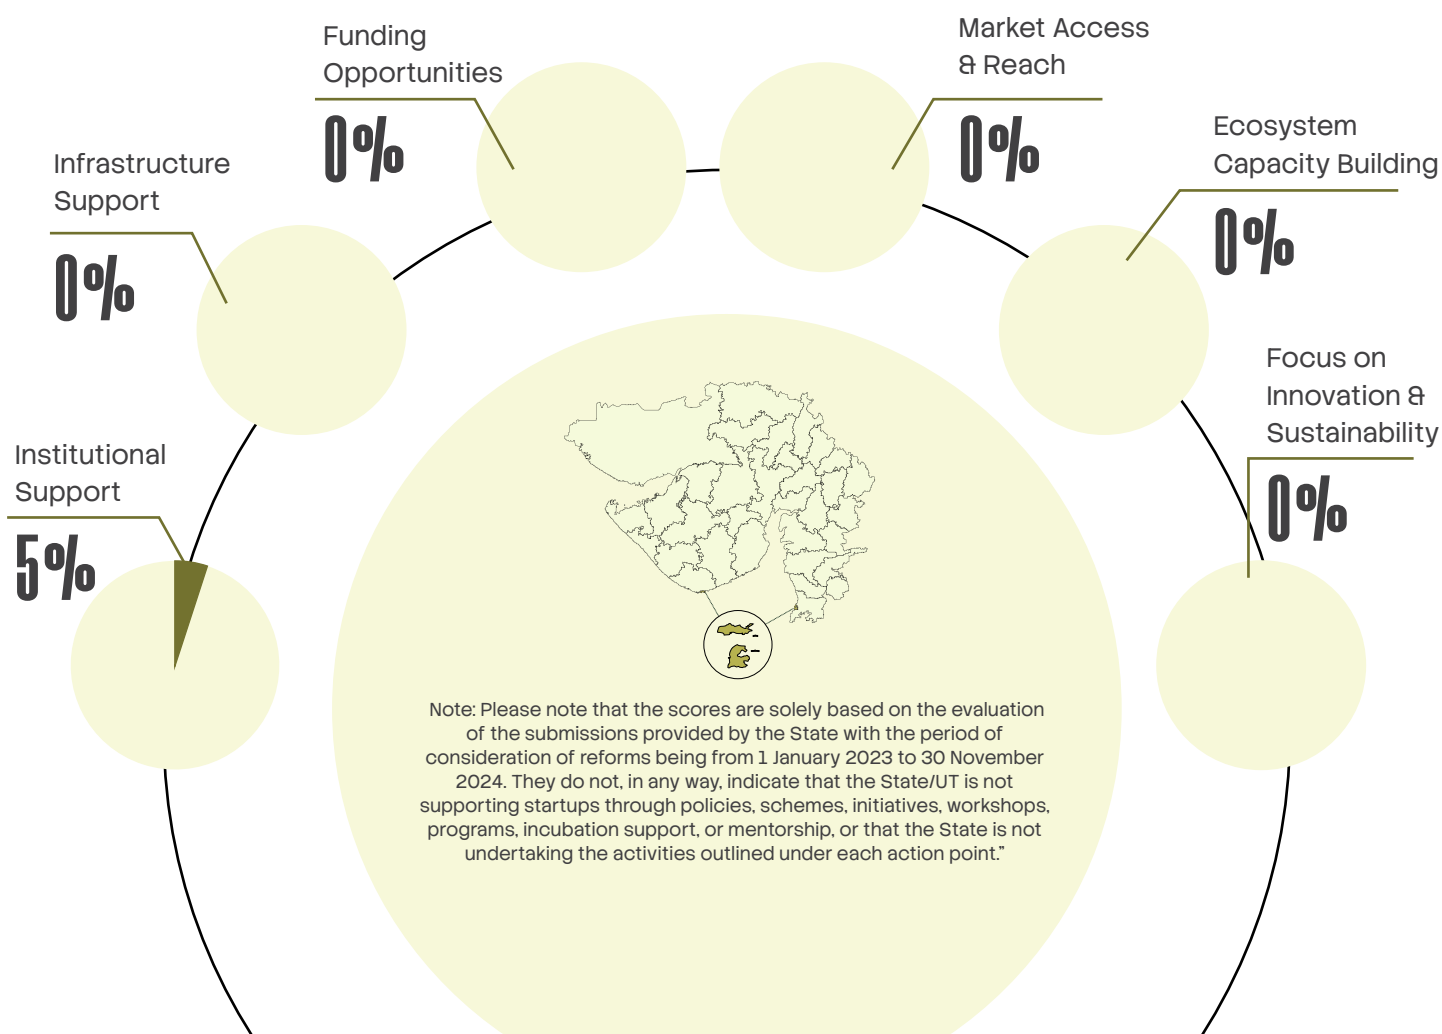 Funding
Opportunities
0%
Market Access
& Reach
0%
Ecosystem
Capacity Building
0%
Infrastructure
Support
0%
Focus on
Innovation &
Sustainability
0%
Institutional
Support
5%
Note: Please note that the scores are solely based on the evaluation
of the submissions provided by the State with the period of
consideration of reforms being from 1 January 2023 to 30 November
2024. They do not, in any way, indicate that the State/UT is not
supporting startups through policies, schemes, initiatives, workshops,
programs, incubation support, or mentorship, or that the State is not
undertaking the activities outlined under each action point.”